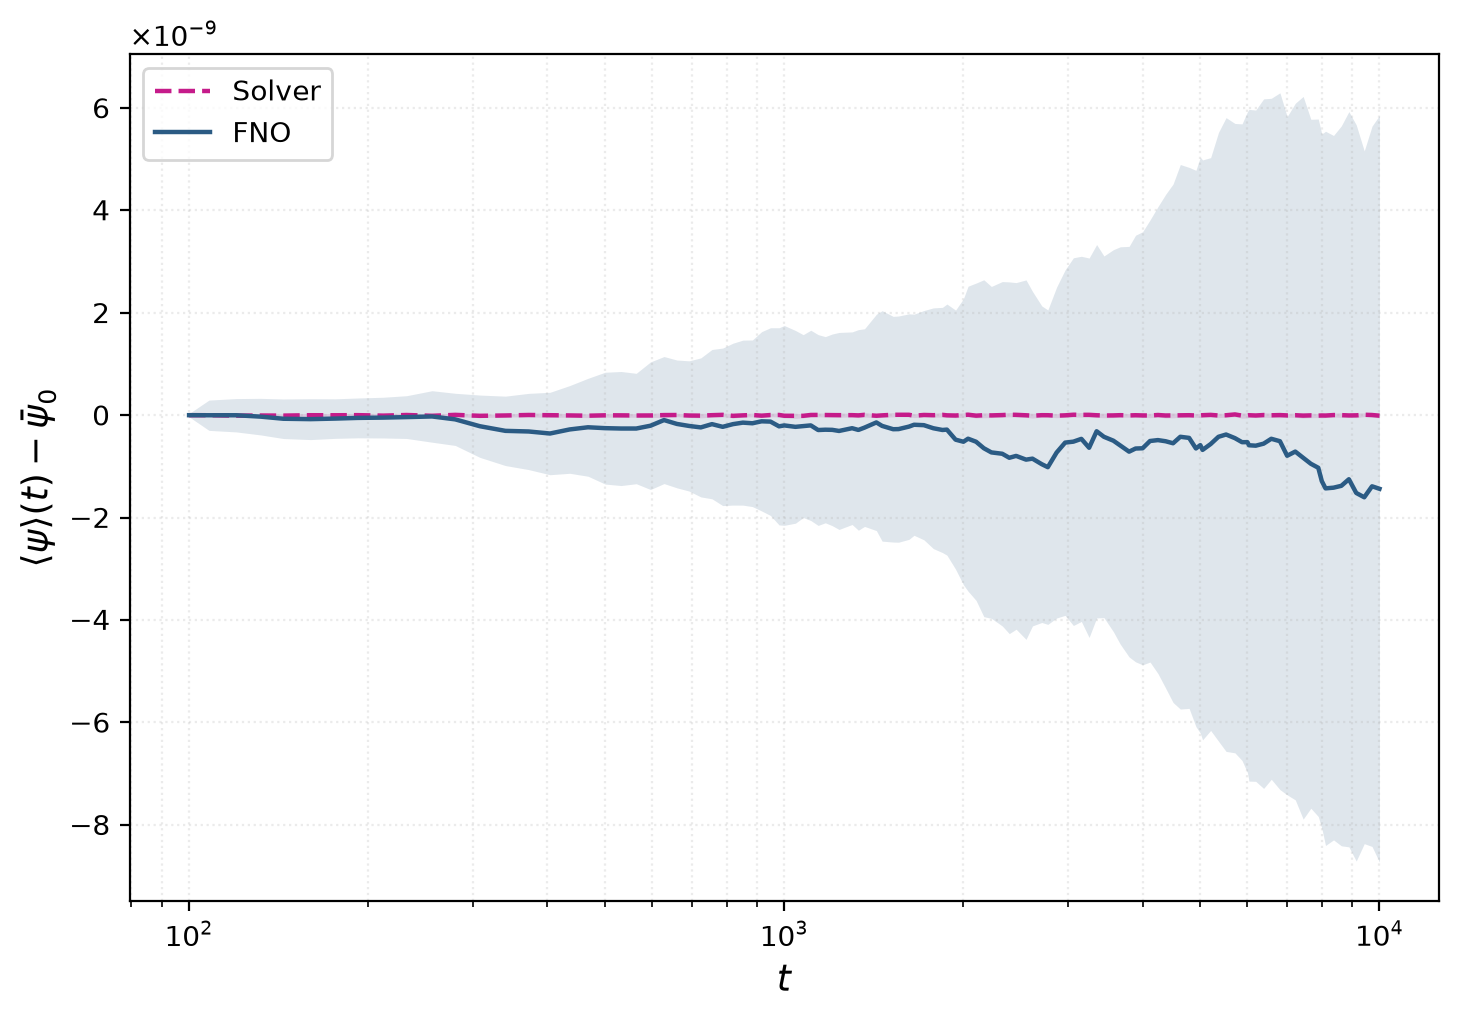 ×10⁻⁹
Solver
FNO
6
4
2
0
−2
−4
−6
−8
⟨ψ⟩(t) − ψ̄₀
10² 10³ 10⁴
t